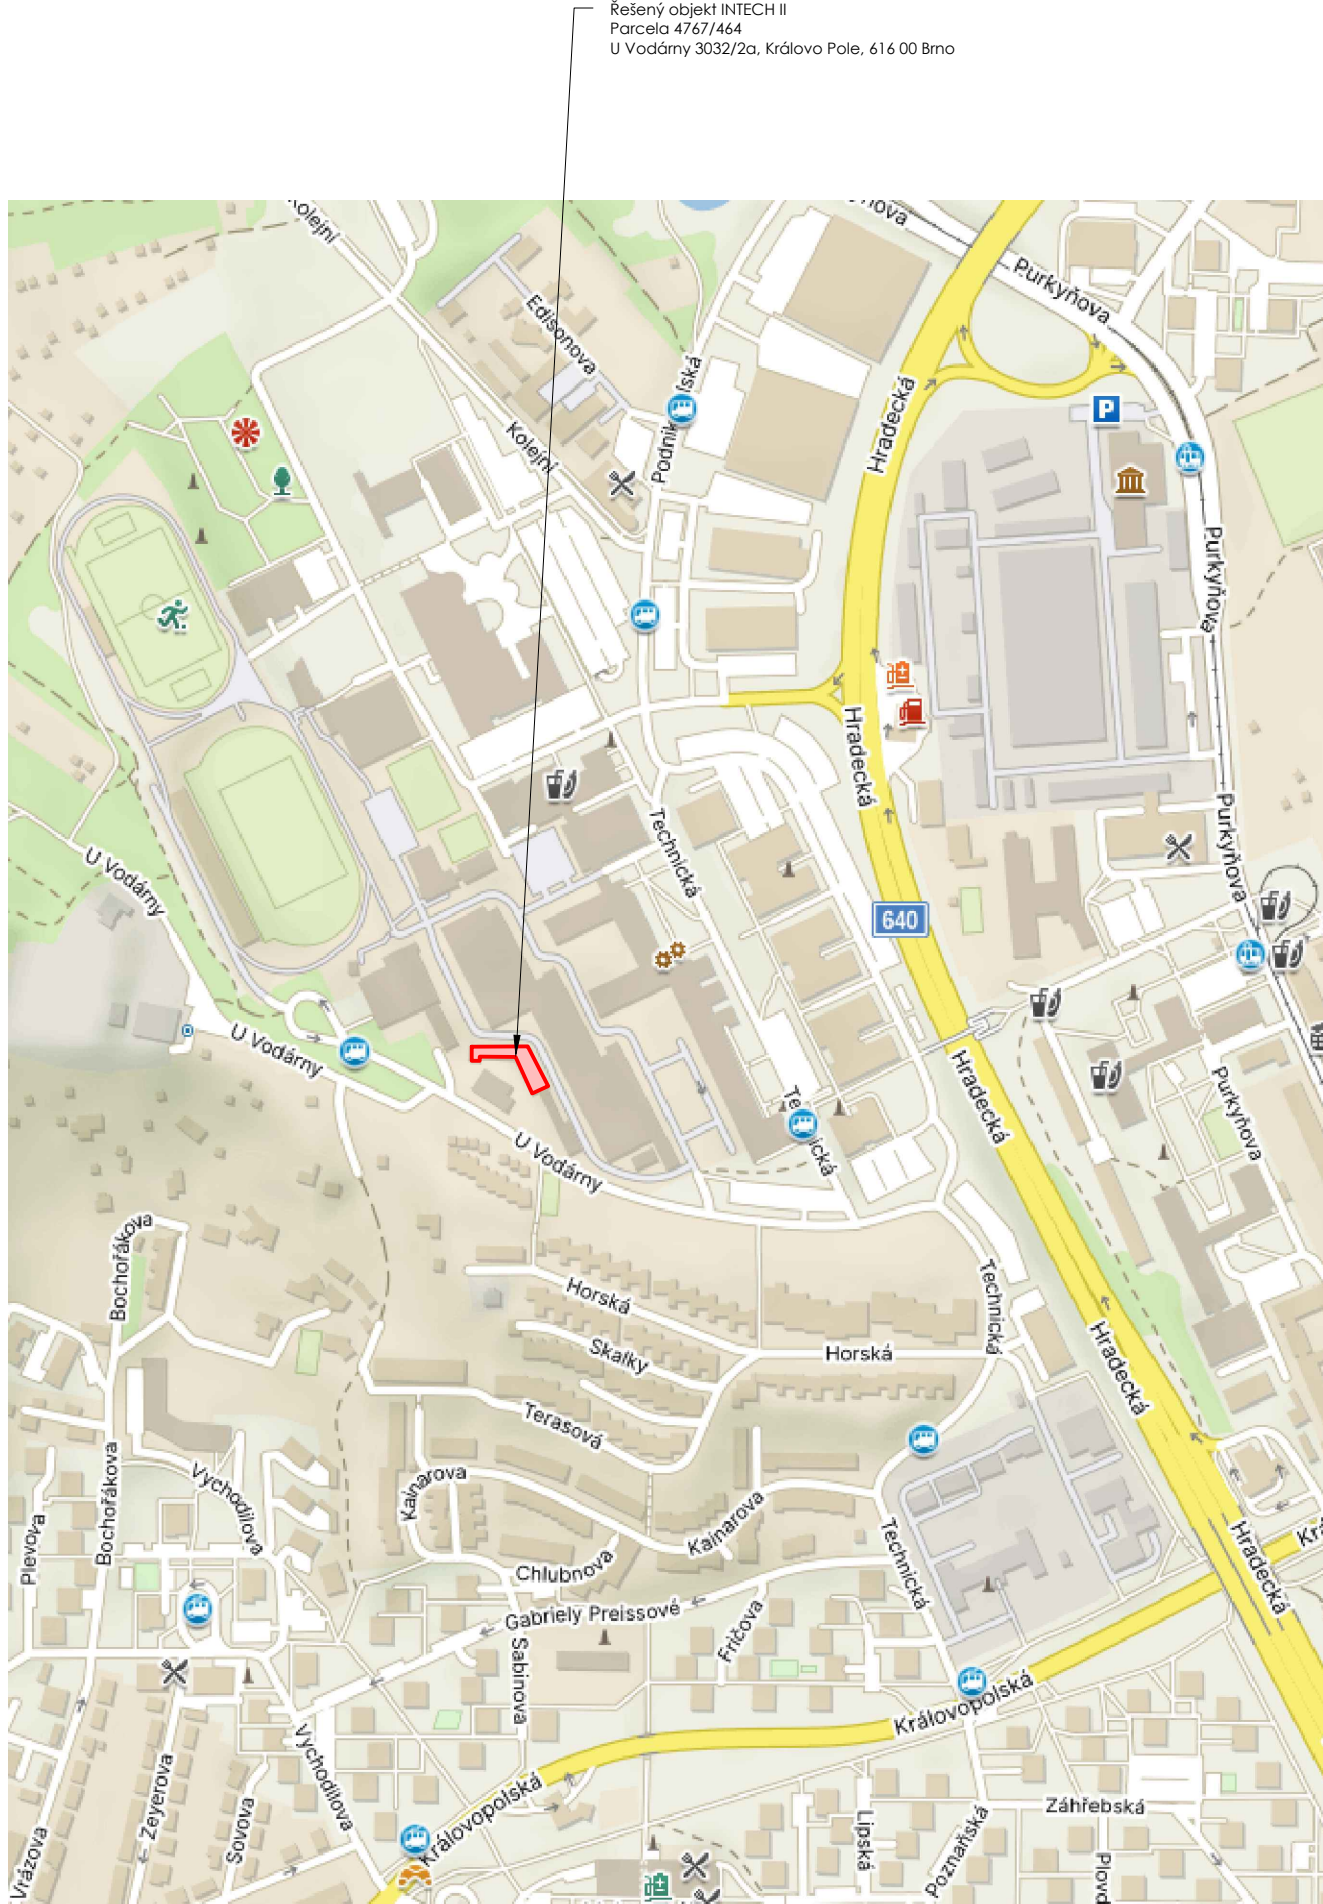 Řešený objekt INTECH II
Parcela 4767/464
U Vodárny 3032/2a, Královo Pole, 616 00 Brno
Kolejní
Purkyňova
Edisonova
Hradecká
P
Kolejní
Purkyňova
Hradecká
Technická
Purkyňova
U Vodárny
640
U Vodárny
Hradecká
Purkyňova
U Vodárny
Bochořákova
Technická
Horská
Skalky
Horská
Hradecká
Terasová
Kainarova
Vychodilova
Bochořákova
Plevova
Kainarova
Technická
Hradecká
Chlubnova
Gabriely Preissové
Fričova
Sabinova
Královopolská
Vychodilova
Zeyerova
Sovova
Královopolská
Záhřebská
Lipská
Poznaňská
Vrázova